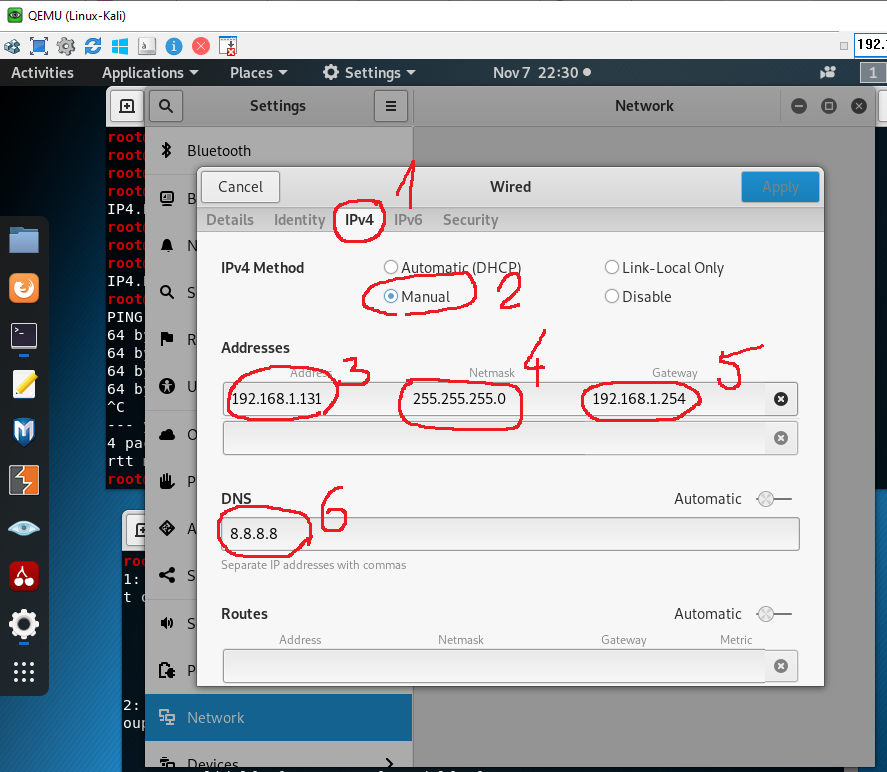 QEMU (Linux-Kali)
192.1
Activities Applications Places Settings Nov 7 22:30 1
Settings Network
Bluetooth
Cancel Wired Apply
1
Details Identity IPv4 IPv6 Security
IPv4 Method Automatic (DHCP) Link-Local Only
Manual Disable
2
Addresses
Address Netmask Gateway
3 4 5
192.168.1.131 255.255.255.0 192.168.1.254
DNS Automatic
6
8.8.8.8
Separate IP addresses with commas
Routes Automatic
Address Netmask Gateway Metric
Network
Devices
root
root
root
root
IP4.
root
root
root
IP4.
root
PING
64 b
64 b
64 b
64 b
^C
---
4 pa
rtt
root
1:
t
2:
oup